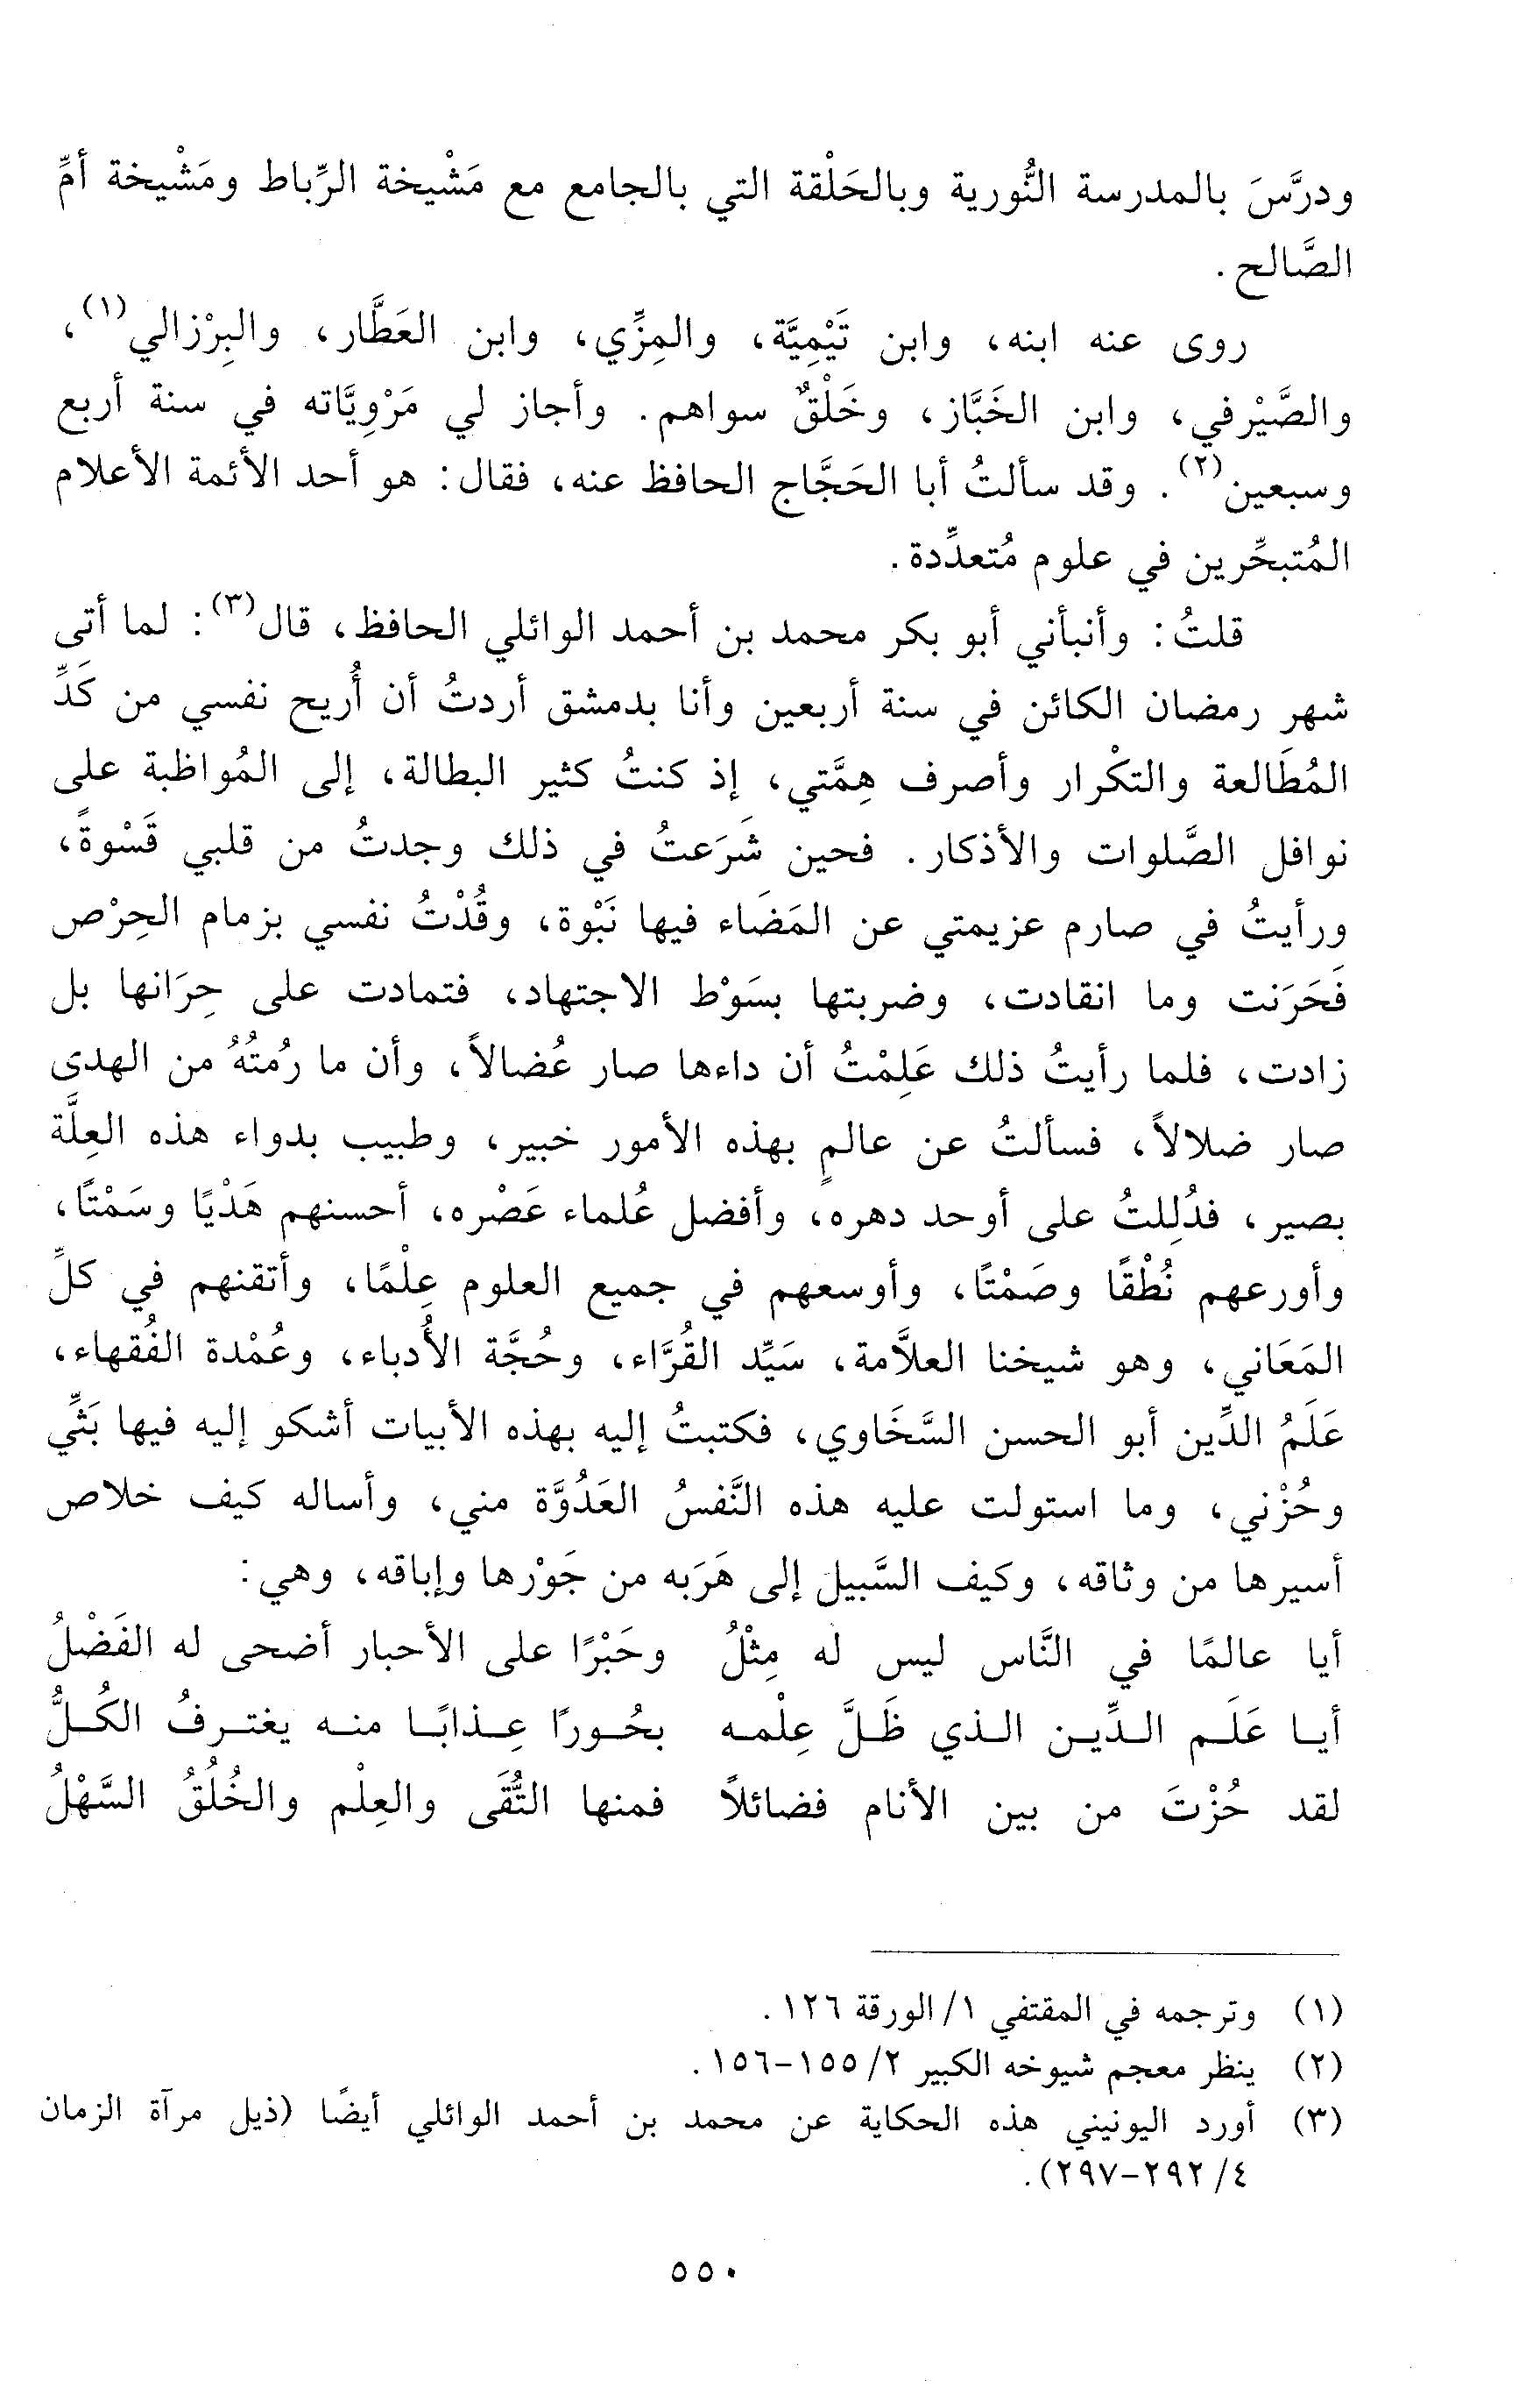 ودرَّسَ بالمدرسة النُّورية وبالحَلْقة التي بالجامع مع مَشْيخة الرِّباط ومَشْيخة أمِّ
الصَّالح.
روى عنه ابنه، وابن تَيْمِيَّة، والمِزِّي، وابن العَطَّار، والبِرْزالي(١)،
والصَّيْرفي، وابن الخَبَّاز، وخَلْقٌ سواهم. وأجاز لي مَرْوِيَّاته في سنة أربع
وسبعين(٢). وقد سألتُ أبا الحَجَّاج الحافظ عنه، فقال: هو أحد الأئمة الأعلام
المُتبحِّرين في علوم مُتعدِّدة.
قلتُ: وأنبأني أبو بكر محمد بن أحمد الوائلي الحافظ، قال(٣): لما أتى
شهر رمضان الكائن في سنة أربعين وأنا بدمشق أردتُ أن أُريح نفسي من كَدِّ
المُطَالعة والتكْرار وأصرف هِمَّتي، إذ كنتُ كثير البطالة، إلى المُواظبة على
نوافل الصَّلوات والأذكار. فحين شَرَعتُ في ذلك وجدتُ من قلبي قَسْوةً،
ورأيتُ في صارم عزيمتي عن المَضَاء فيها نَبْوة، وقُدْتُ نفسي بزمام الحِرْص
فَحَرَنت وما انقادت، وضربتها بسَوْط الاجتهاد، فتمادت على حِرَانها بل
زادت، فلما رأيتُ ذلك عَلِمْتُ أن داءها صار عُضالاً، وأن ما رُمتُهُ من الهدى
صار ضلالاً، فسألتُ عن عالمٍ بهذه الأمور خبير، وطبيب بدواء هذه العِلَّة
بصير، فدُلِلتُ على أوحد دهره، وأفضل عُلماء عَصْره، أحسنهم هَدْيًا وسَمْتًا،
وأورعهم نُطْقًا وصَمْتًا، وأوسعهم في جميع العلوم عِلْمًا، وأتقنهم في كلِّ
المَعَاني، وهو شيخنا العلاَّمة، سَيِّد القُرَّاء، وحُجَّة الأُدباء، وعُمْدة الفُقهاء،
عَلَمُ الدِّين أبو الحسن السَّخَاوي، فكتبتُ إليه بهذه الأبيات أشكو إليه فيها بَثِّي
وحُزْني، وما استولت عليه هذه النَّفسُ العَدُوَّة مني، وأساله كيف خلاص
أسيرها من وثاقه، وكيف السَّبيل إلى هَرَبه من جَوْرها وإباقه، وهي:
أيا عالمًا في النَّاس ليس له مِثْلُ وحَبْرًا على الأحبار أضحى له الفَضْلُ
أيا عَلَم الدِّين الذي ظَلَّ عِلْمه بحُورًا عِذابًا منه يغترفُ الكُلُّ
لقد حُزْتَ من بين الأنام فضائلاً فمنها التُّقَى والعِلْم والخُلُقُ السَّهْلُ
(١) وترجمه في المقتفي ١/ الورقة ١٢٦.
(٢) ينظر معجم شيوخه الكبير ٢/ ١٥٥-١٥٦.
(٣) أورد اليونيني هذه الحكاية عن محمد بن أحمد الوائلي أيضًا (ذيل مرآة الزمان
٤/ ٢٩٢-٢٩٧).
٥٥٠